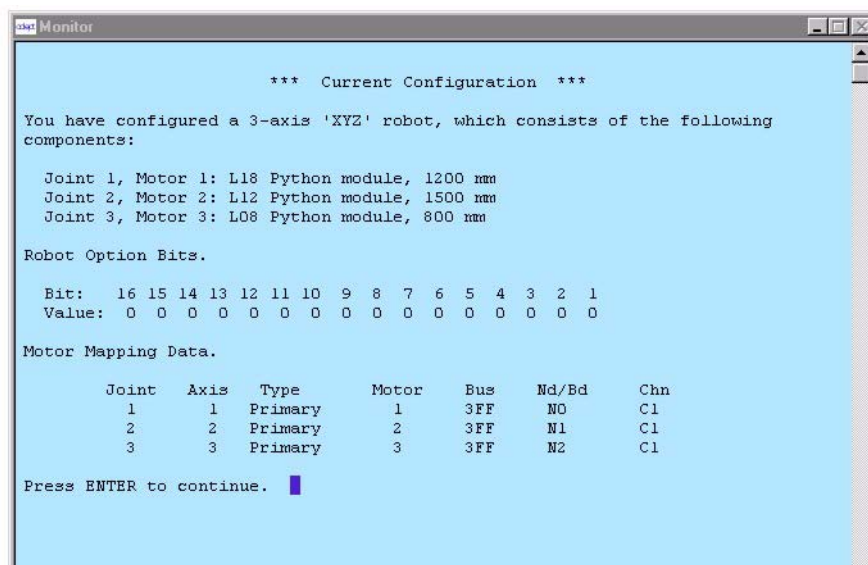 adept Monitor
*** Current Configuration ***
You have configured a 3-axis 'XYZ' robot, which consists of the following
components:
Joint 1, Motor 1: L18 Python module, 1200 mm
Joint 2, Motor 2: L12 Python module, 1500 mm
Joint 3, Motor 3: L08 Python module, 800 mm
Robot Option Bits.
Bit: 16 15 14 13 12 11 10 9 8 7 6 5 4 3 2 1
Value: 0 0 0 0 0 0 0 0 0 0 0 0 0 0 0 0
Motor Mapping Data.
Joint Axis Type Motor Bus Nd/Bd Chn
1 1 Primary 1 3FF N0 C1
2 2 Primary 2 3FF N1 C1
3 3 Primary 3 3FF N2 C1
Press ENTER to continue.